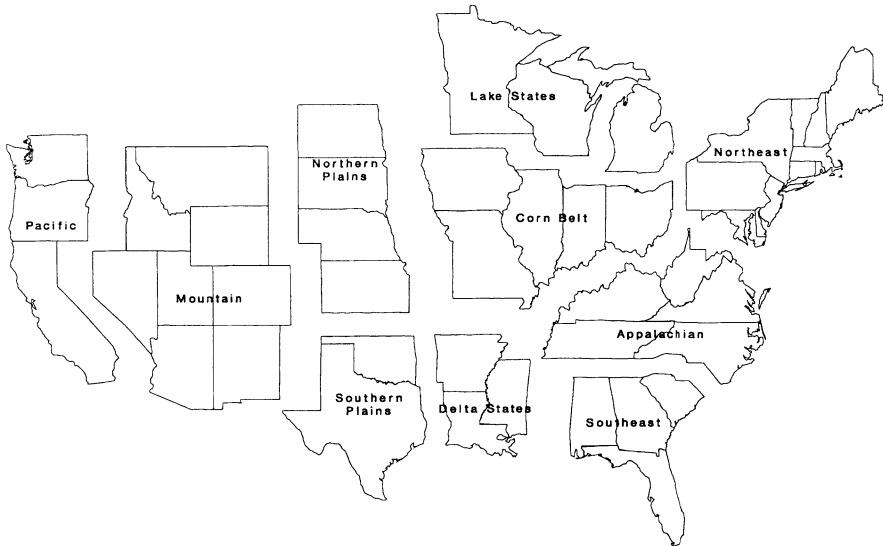 Lake States
Northeast
Northern
Plains
Pacific
Corn Belt
Mountain
Appalachian
Southern
Plains
Delta States
Southeast